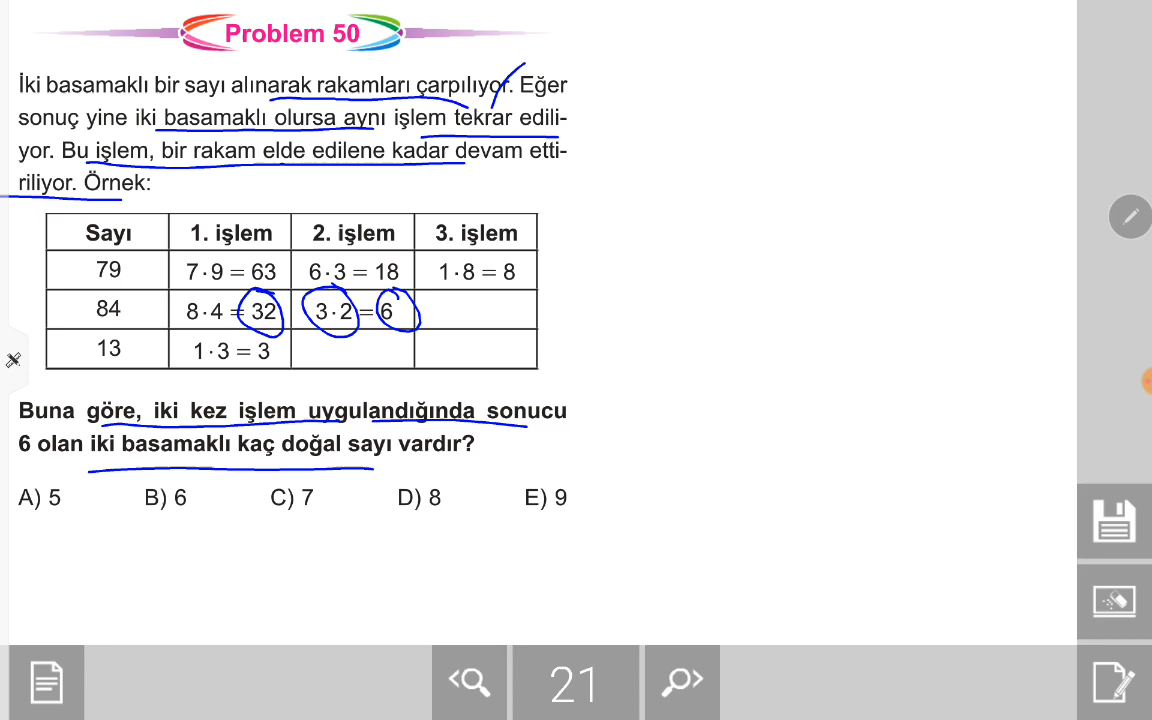 Problem 50
İki basamaklı bir sayı alınarak rakamları çarpılıyor. Eğer
sonuç yine iki basamaklı olursa aynı işlem tekrar edili-
yor. Bu işlem, bir rakam elde edilene kadar devam etti-
riliyor. Örnek:
Sayı 1. işlem 2. işlem 3. işlem
79 7·9 = 63 6·3 = 18 1·8 = 8
84 8·4 = 32 3·2 = 6
13 1·3 = 3
Buna göre, iki kez işlem uygulandığında sonucu
6 olan iki basamaklı kaç doğal sayı vardır?
A) 5 B) 6 C) 7 D) 8 E) 9
21